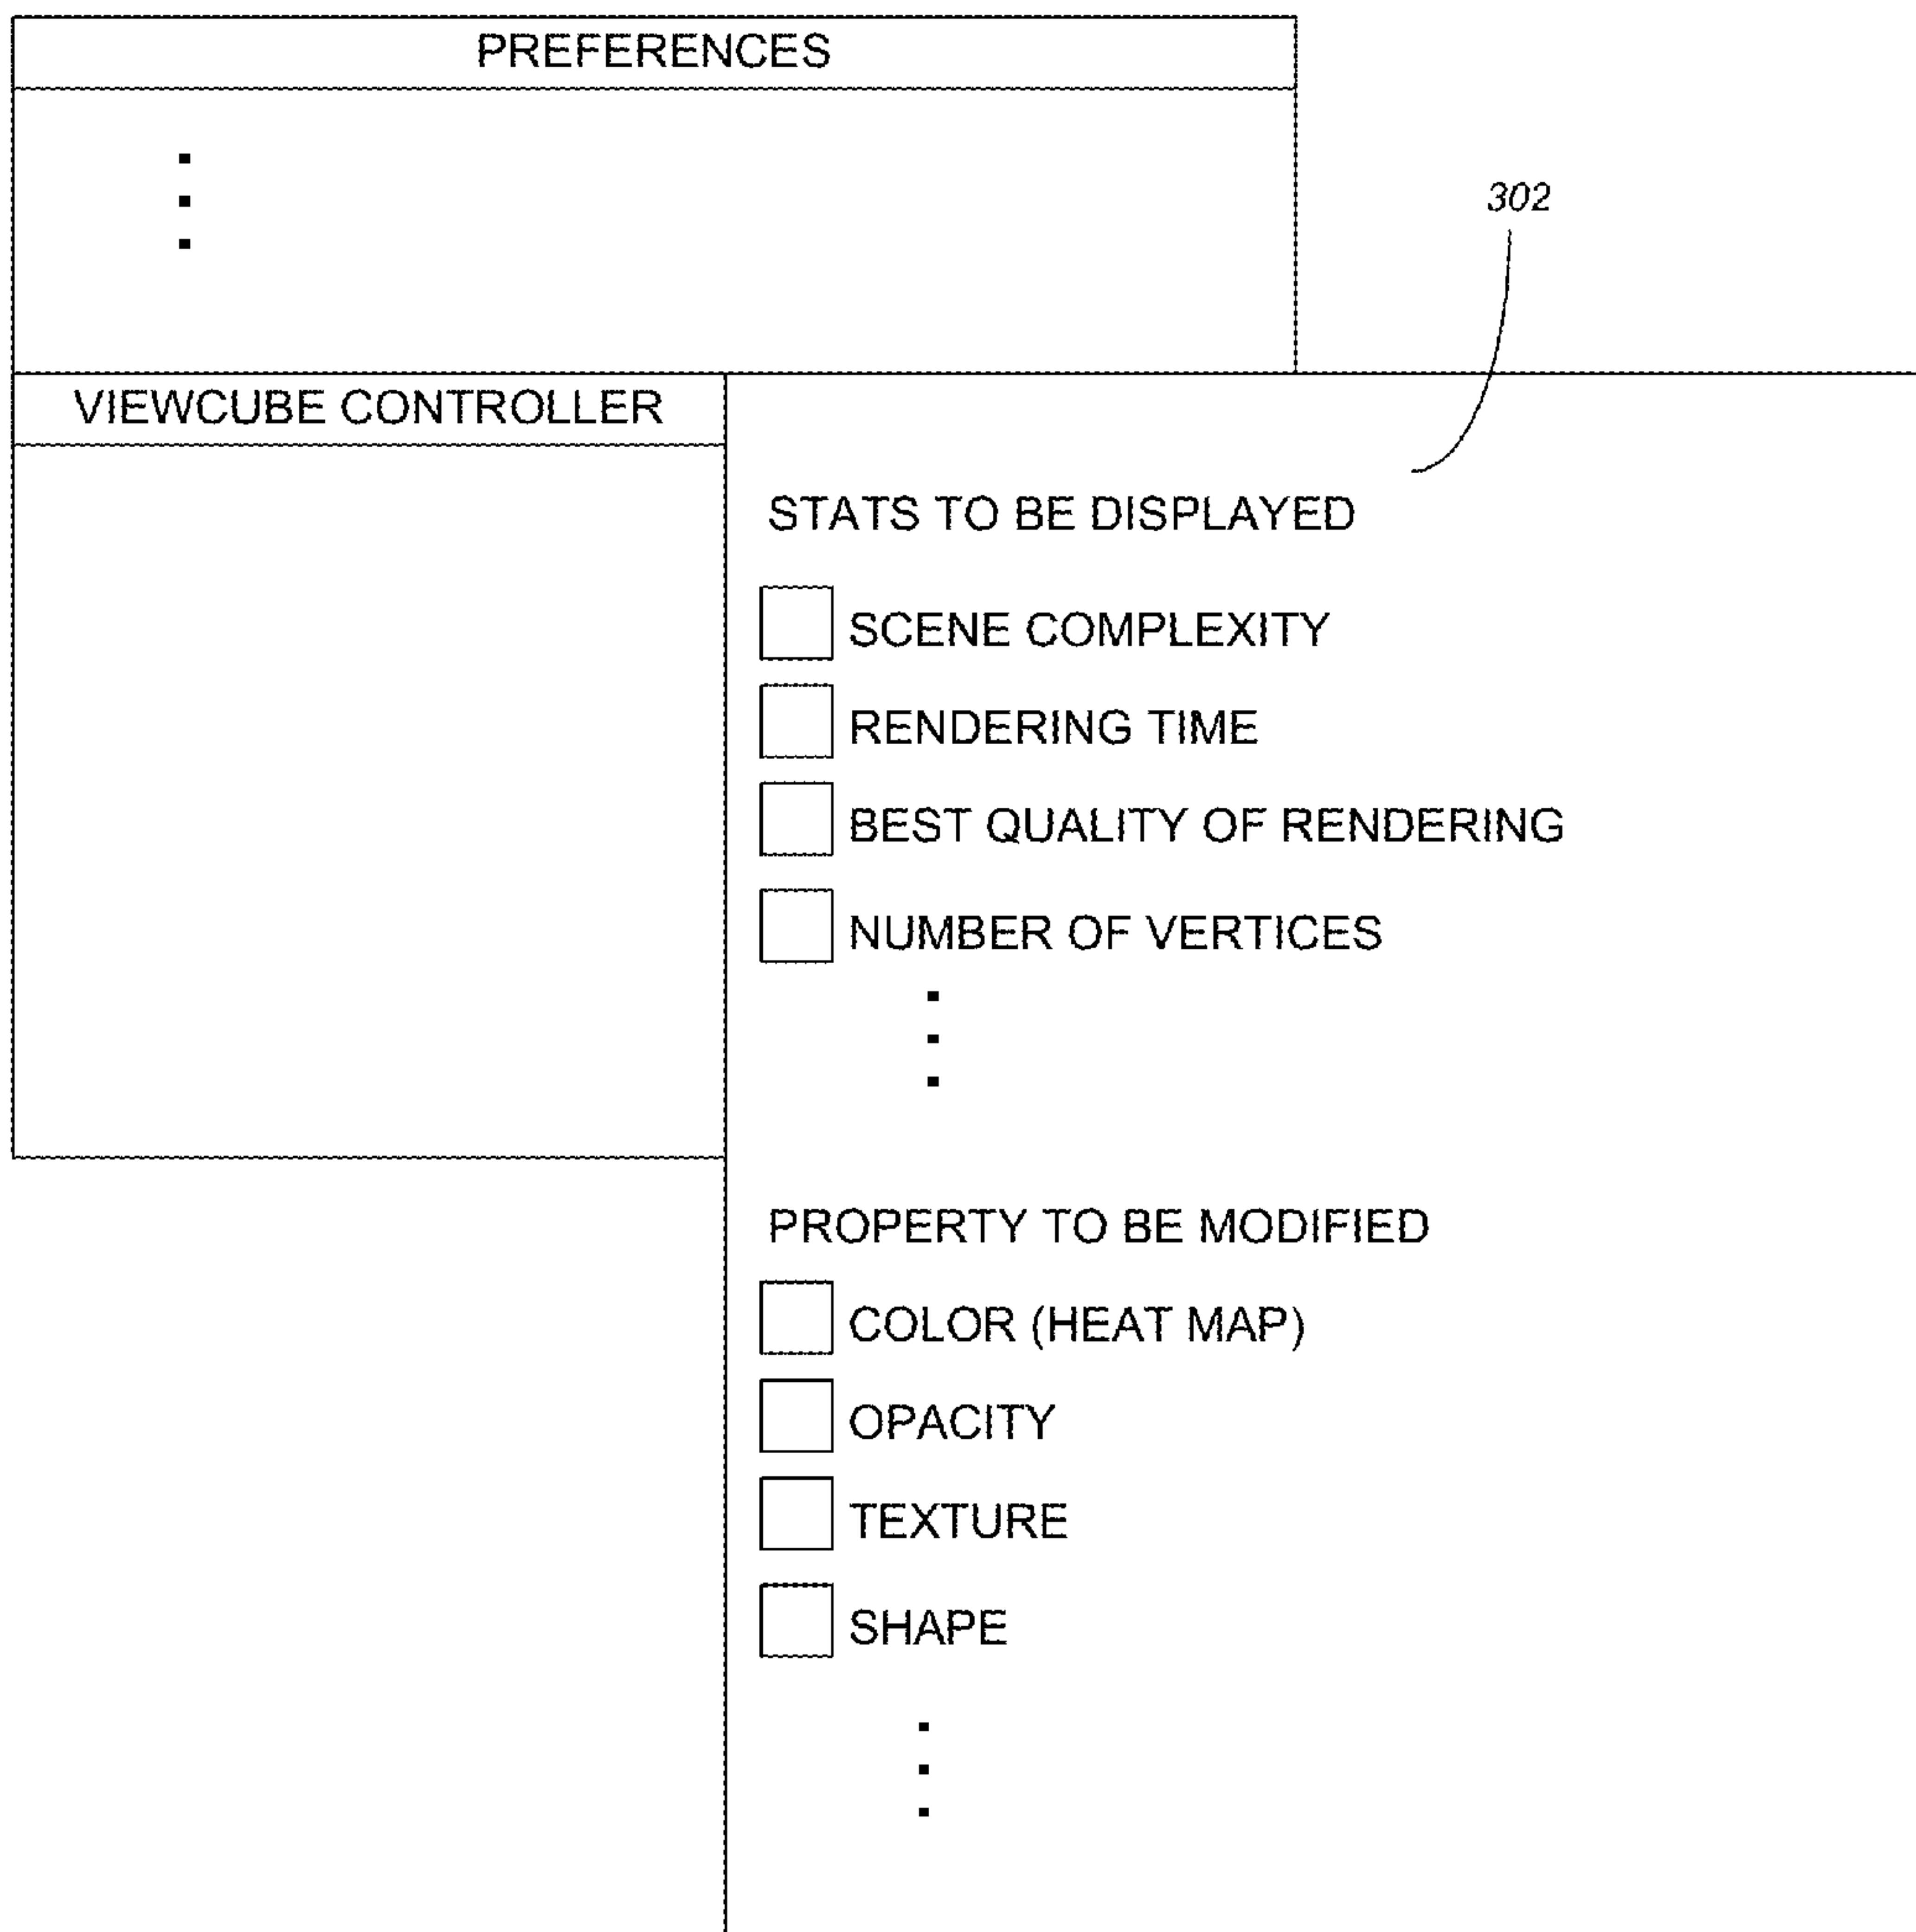 PREFERENCES
302
VIEWCUBE CONTROLLER
STATS TO BE DISPLAYED
SCENE COMPLEXITY
RENDERING TIME
BEST QUALITY OF RENDERING
NUMBER OF VERTICES
PROPERTY TO BE MODIFIED
COLOR (HEAT MAP)
OPACITY
TEXTURE
SHAPE